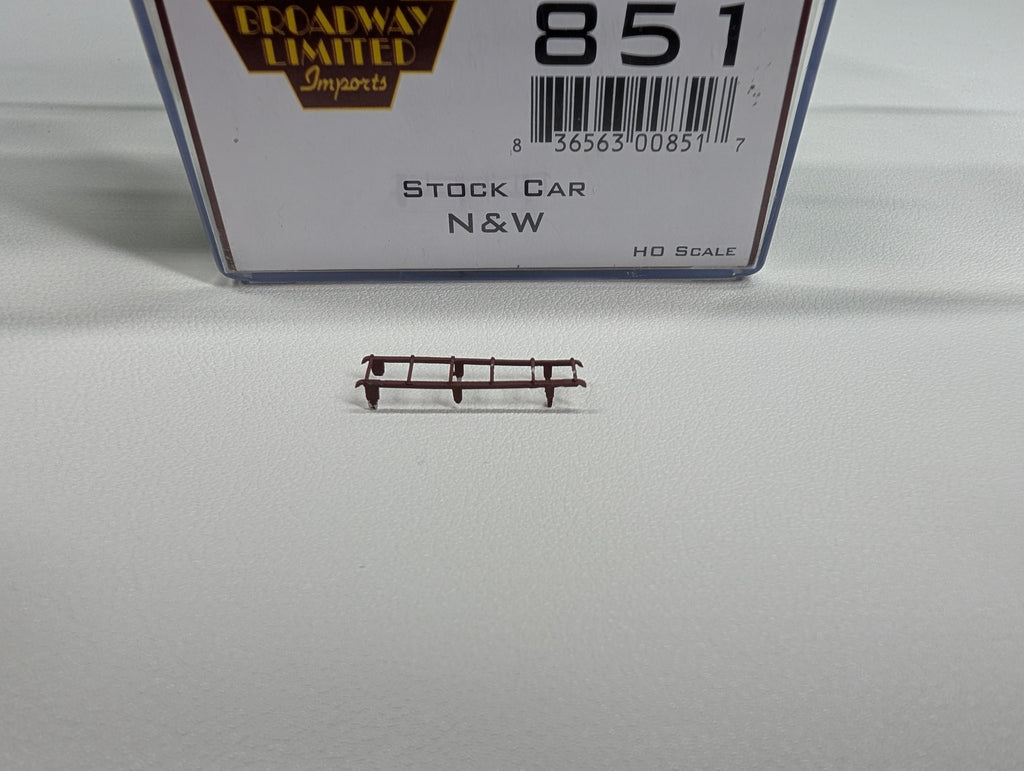 BROADWAY
LIMITED
Imports
851
8 36563 00851 7
STOCK CAR
N&W
HO SCALE